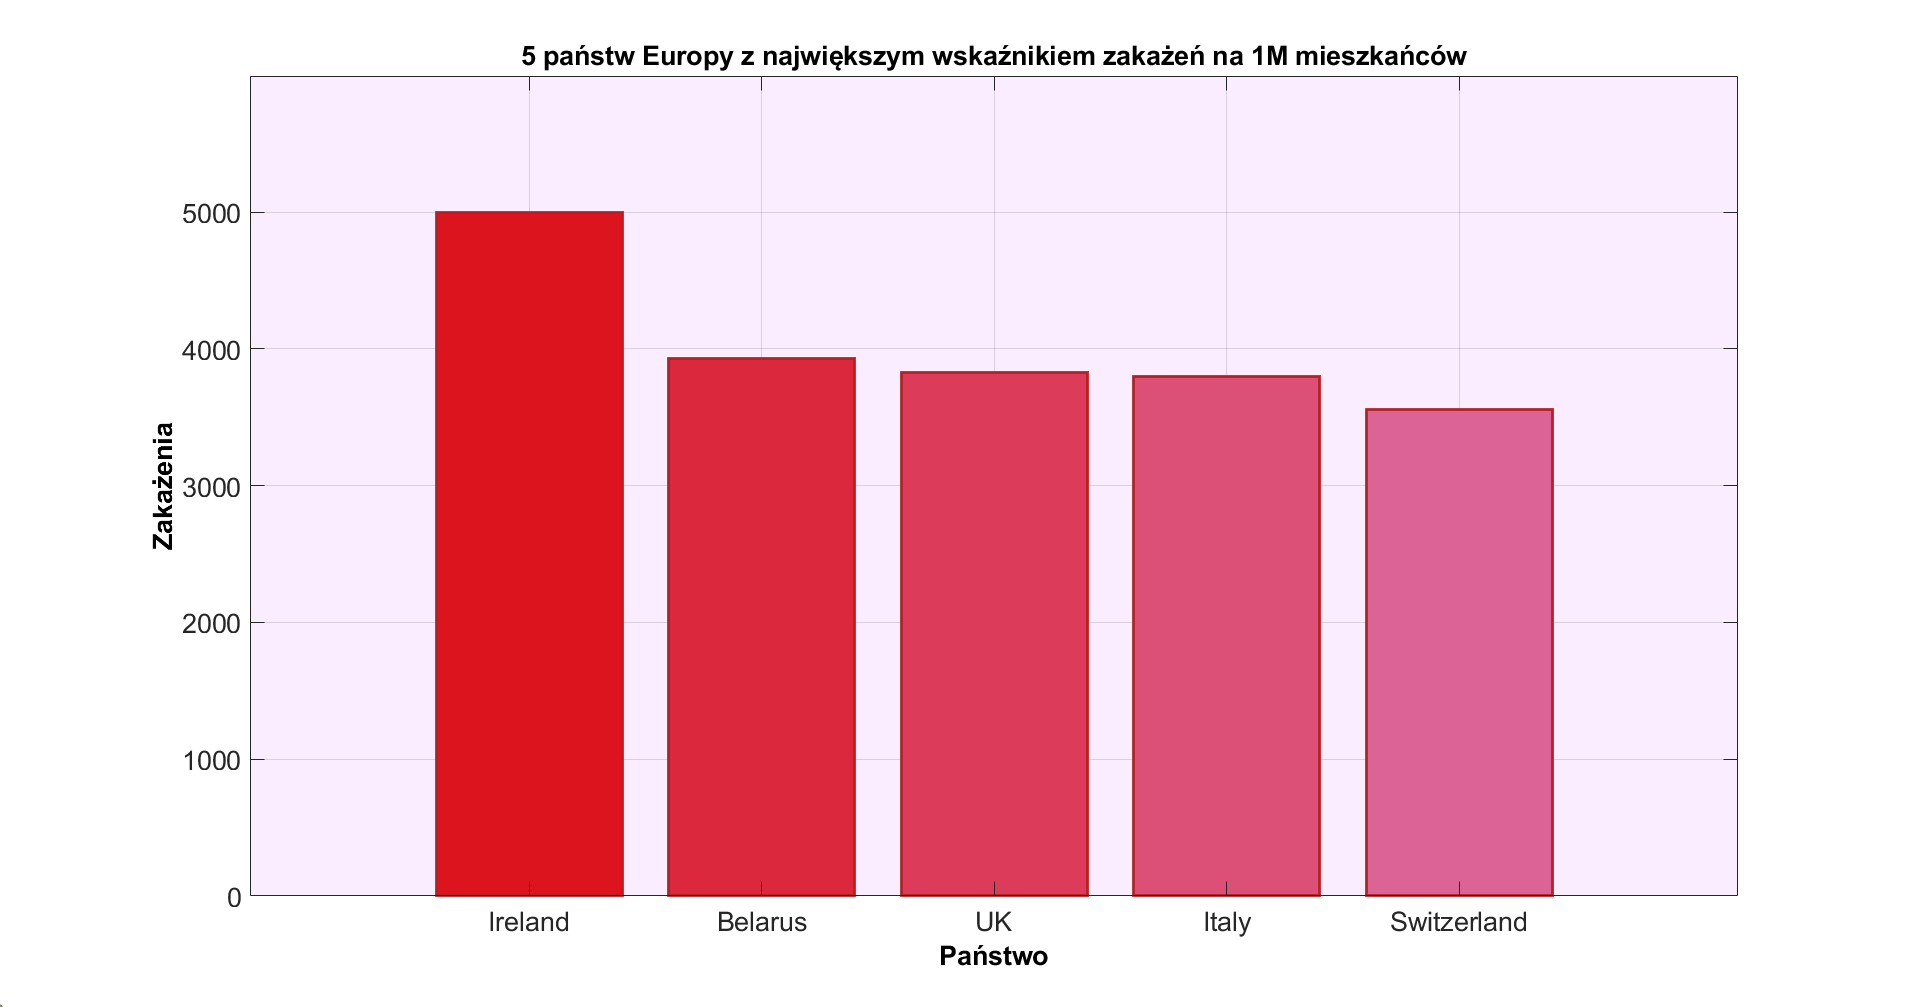 5 państw Europy z największym wskaźnikiem zakażeń na 1M mieszkańców
Zakażenia
5000
4000
3000
2000
1000
0
Ireland Belarus UK Italy Switzerland
Państwo